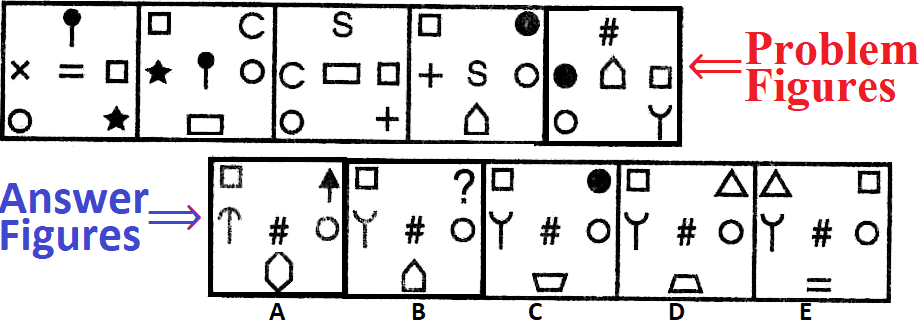 C S
× = C S #
+ +
Problem
Figures
Answer
Figures
?
# # # # #
=
A B C D E